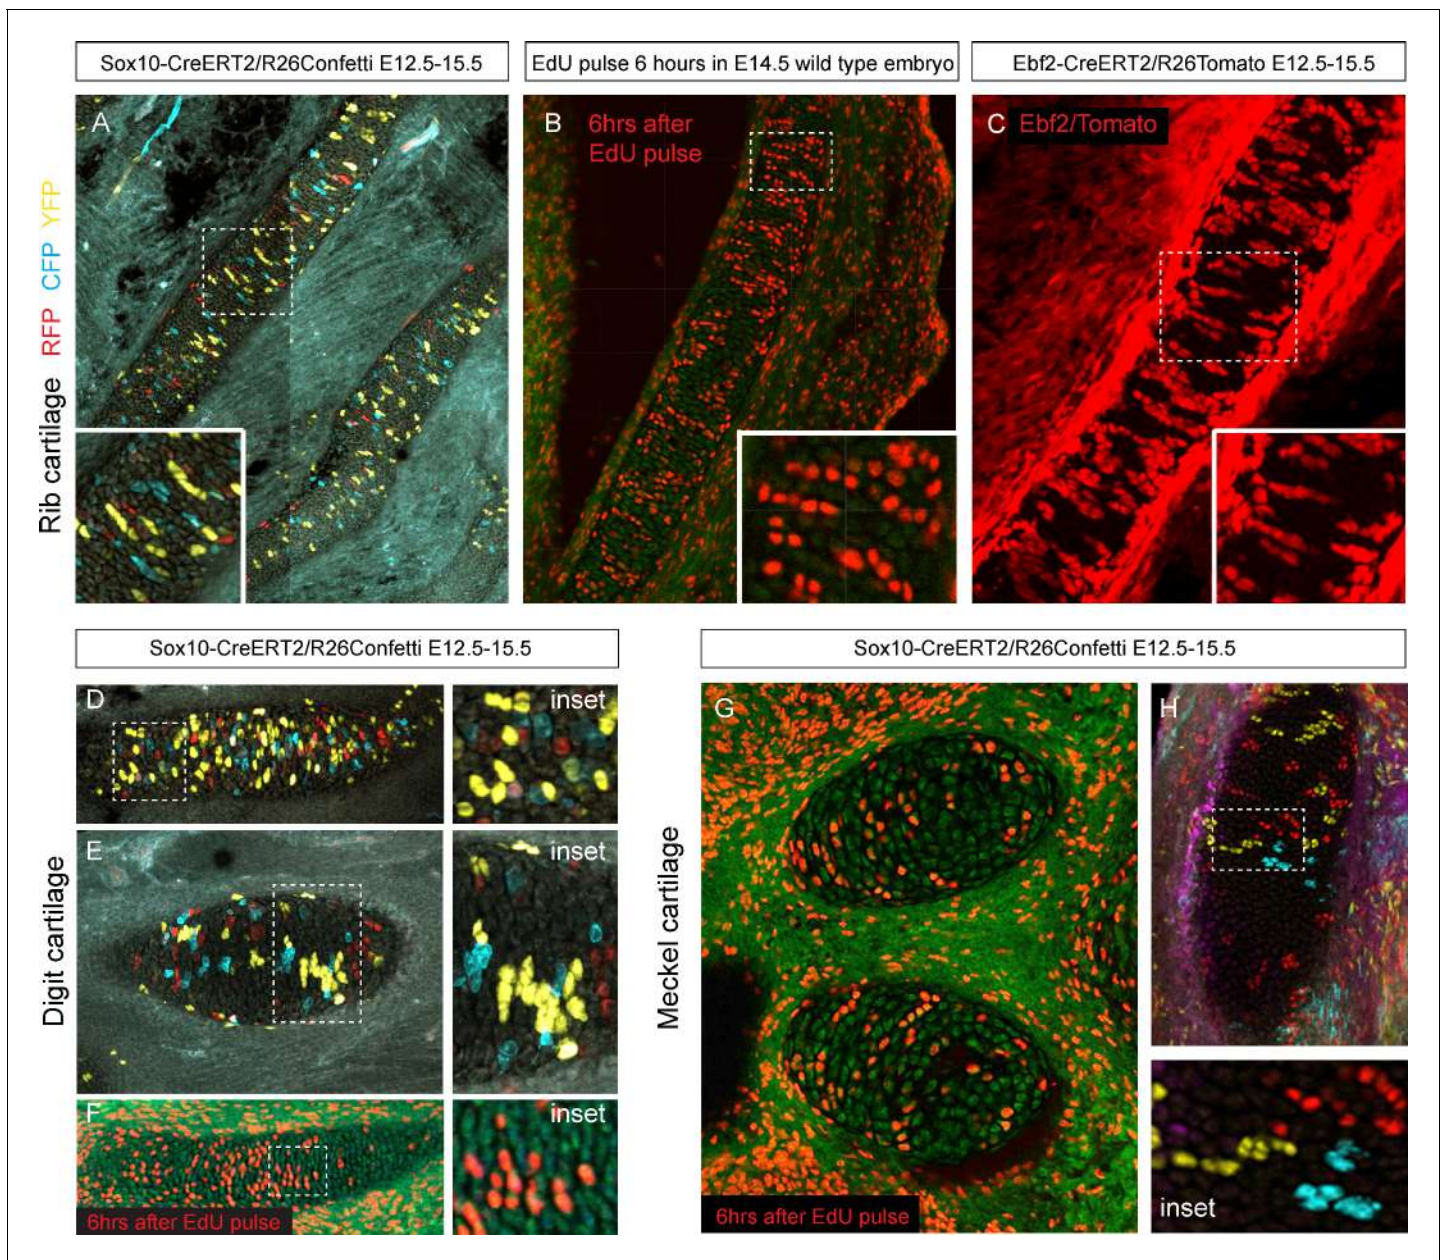 Sox10-CreERT2/R26Confetti E12.5-15.5
EdU pulse 6 hours in E14.5 wild type embryo
Ebf2-CreERT2/R26Tomato E12.5-15.5
Rib cartilage RFP CFP YFP
A
B 6hrs after
EdU pulse
C Ebf2/Tomato
Sox10-CreERT2/R26Confetti E12.5-15.5
Sox10-CreERT2/R26Confetti E12.5-15.5
Digit cartilage
D
inset
E
inset
F
6hrs after EdU pulse
inset
Meckel cartilage
G
6hrs after EdU pulse
H
inset